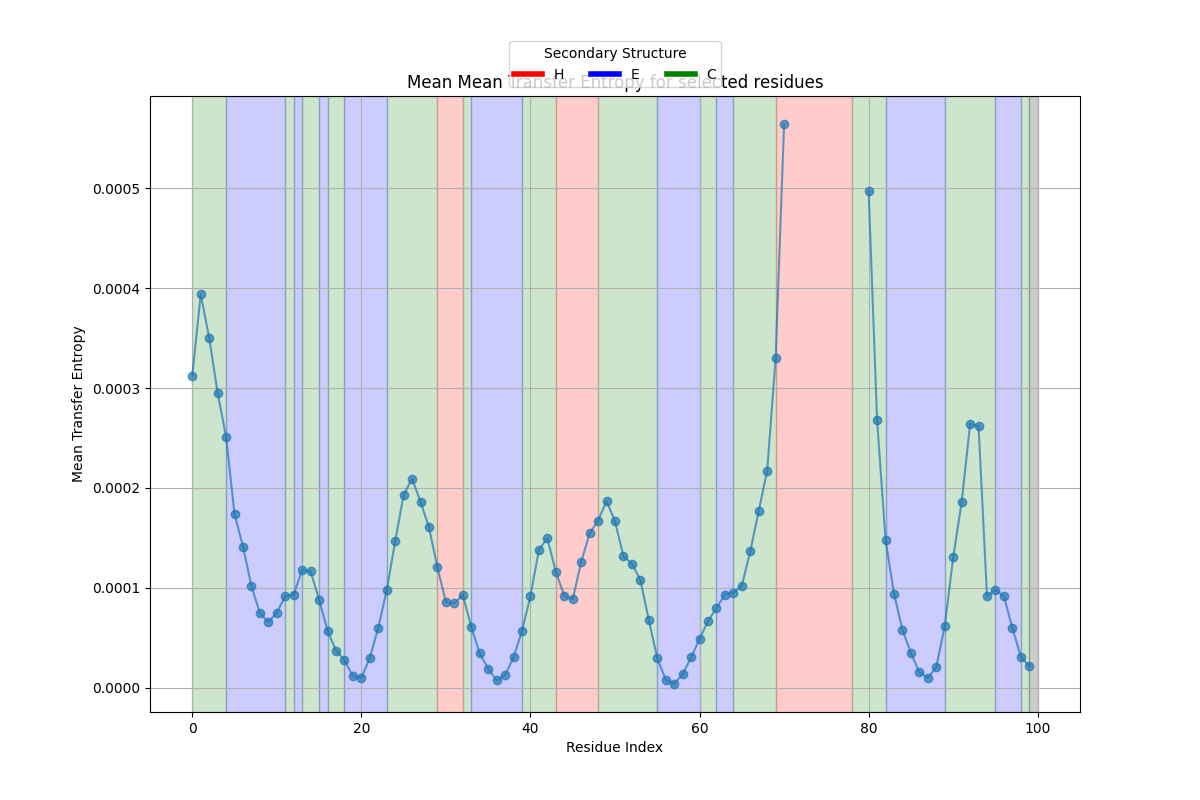 Secondary Structure
H E C
Mean Mean Transfer Entropy for selected residues
0.0005
0.0004
0.0003
0.0002
0.0001
0.0000
Mean Transfer Entropy
0 20 40 60 80 100
Residue Index